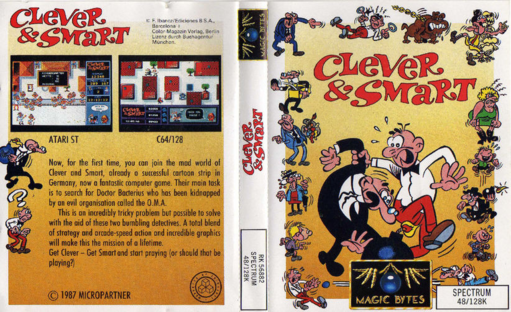 CLEVER
& SMART
© F. Ibanez/Ediciones B.S.A.,
Barcelona +
Color-Magazin Verlag, Berlin
Lizenz durch Bushagentur
München.
ATARI ST
C64/128
Now, for the first time, you can join the mad world of
Clever and Smart, already a successful cartoon strip in
Germany, now a fantastic computer game. Their main task
is to search for Doctor Bacterius who has been kidnapped
by an evil organisation called the O.M.A.
This is an incredibly tricky problem but possible to solve
with the aid of these two bumbling detectives. A total blend
of strategy and arcade-speed action and incredible graphics
will make this the mission of a lifetime.
Get Clever – Get Smart and start praying (or should that be
playing?)
© 1987 MICROPARTNER
MAGIC BYTES
CLEVER
& SMART
RK 56882
SPECTRUM
48/128K
CLEVER
& SMART
MAGIC BYTES
SPECTRUM
48/128K